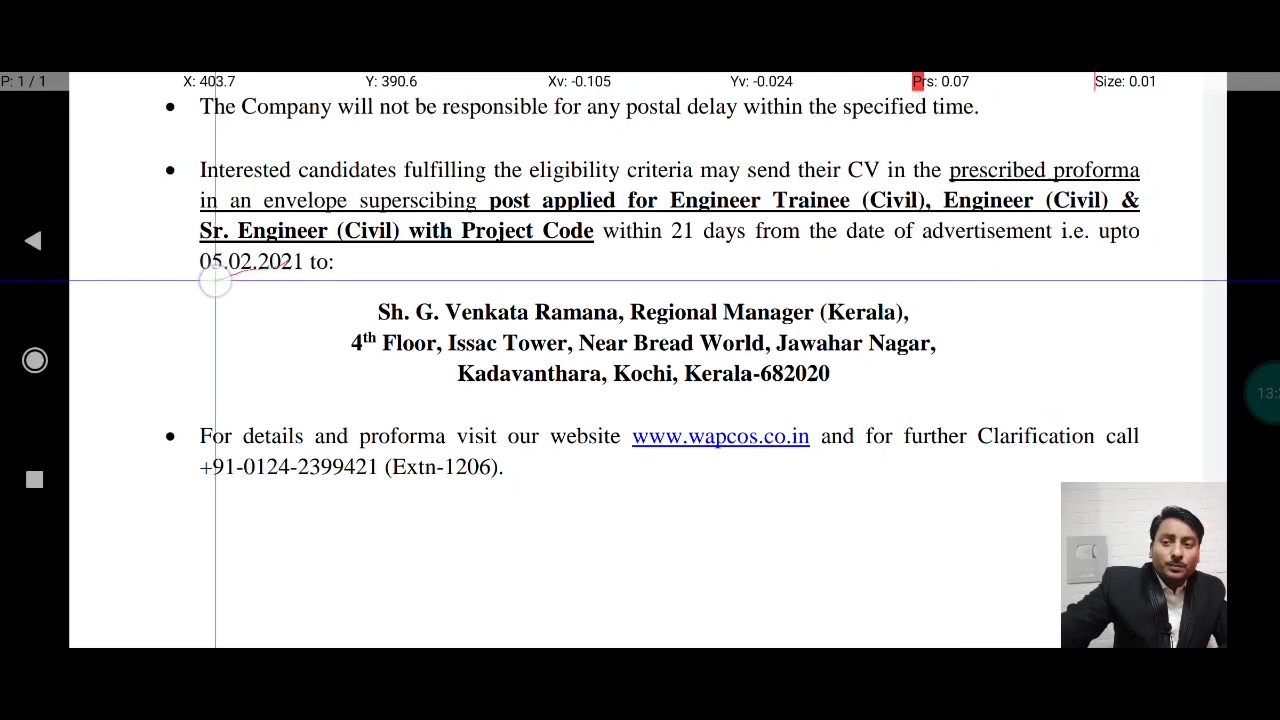 P: 1 / 1 X: 403.7 Y: 390.6 Xv: -0.105 Yv: -0.024 Prs: 0.07 Size: 0.01
• The Company will not be responsible for any postal delay within the specified time.
• Interested candidates fulfilling the eligibility criteria may send their CV in the prescribed proforma
in an envelope superscibing post applied for Engineer Trainee (Civil), Engineer (Civil) &
Sr. Engineer (Civil) with Project Code within 21 days from the date of advertisement i.e. upto
05.02.2021 to:
Sh. G. Venkata Ramana, Regional Manager (Kerala),
4th Floor, Issac Tower, Near Bread World, Jawahar Nagar,
Kadavanthara, Kochi, Kerala-682020
• For details and proforma visit our website www.wapcos.co.in and for further Clarification call
+91-0124-2399421 (Extn-1206).